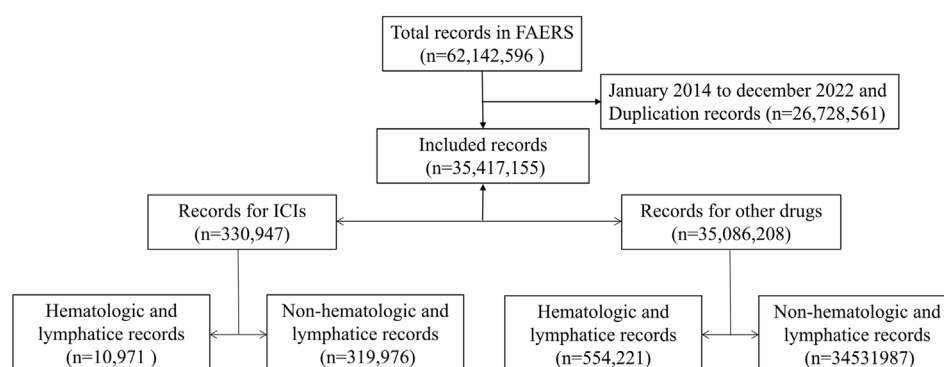 Total records in FAERS
(n=62,142,596 )
January 2014 to december 2022 and
Duplication records (n=26,728,561)
Included records
(n=35,417,155)
Records for ICIs
(n=330,947)
Records for other drugs
(n=35,086,208)
Hematologic and
lymphatice records
(n=10,971 )
Non-hematologic and
lymphatice records
(n=319,976)
Hematologic and
lymphatice records
(n=554,221)
Non-hematologic and
lymphatice records
(n=34531987)